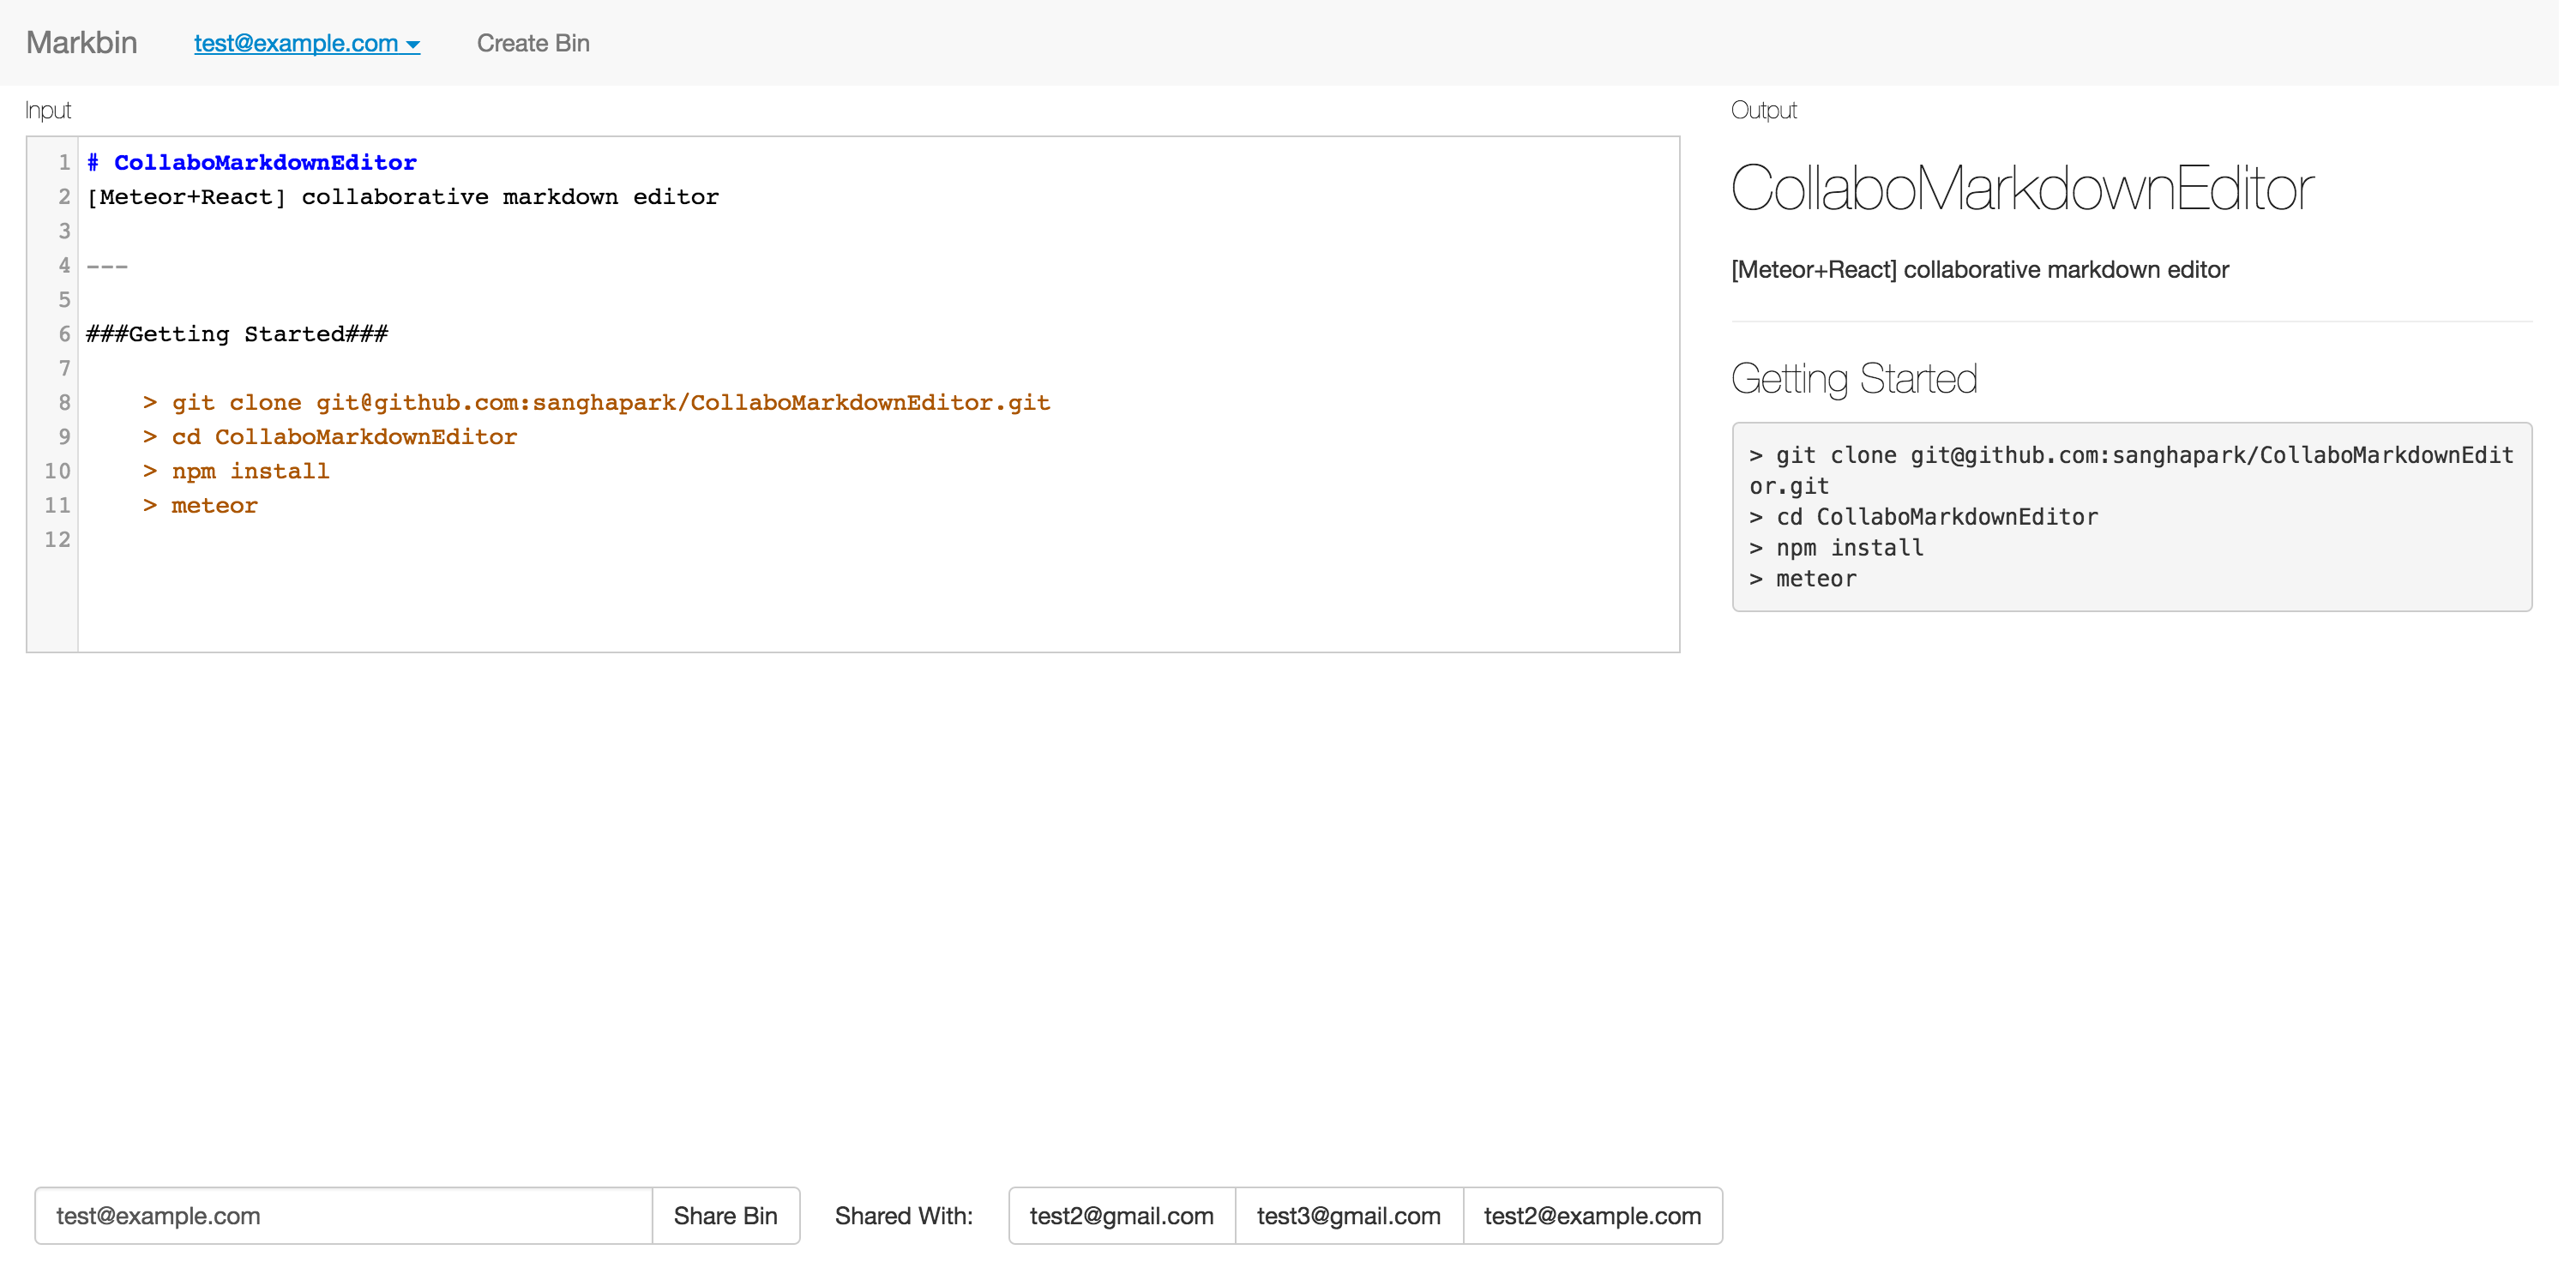 Markbin test@example.com Create Bin
Input
1 # CollaboMarkdownEditor
2 [Meteor+React] collaborative markdown editor
3
4 ---
5
6 ###Getting Started###
7
8 > git clone git@github.com:sanghapark/CollaboMarkdownEditor.git
9 > cd CollaboMarkdownEditor
10 > npm install
11 > meteor
12
Output
CollaboMarkdownEditor
[Meteor+React] collaborative markdown editor
Getting Started
> git clone git@github.com:sanghapark/CollaboMarkdownEdit
or.git
> cd CollaboMarkdownEditor
> npm install
> meteor
test@example.com Share Bin Shared With: test2@gmail.com test3@gmail.com test2@example.com